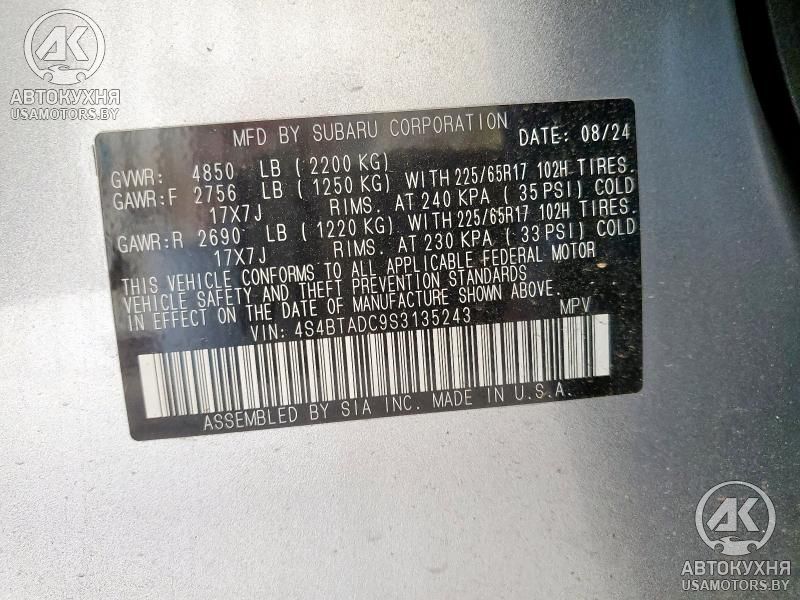 AK
АВТОКУХНЯ
USAMOTORS.BY
MFD BY SUBARU CORPORATION DATE: 08/24
GVWR: 4850 LB (2200 KG)
GAWR:F 2756 LB (1250 KG) WITH 225/65R17 102H TIRES.
17X7J RIMS. AT 240 KPA (35 PSI) COLD
GAWR:R 2690 LB (1220 KG) WITH 225/65R17 102H TIRES.
17X7J RIMS. AT 230 KPA (33 PSI) COLD
THIS VEHICLE CONFORMS TO ALL APPLICABLE FEDERAL MOTOR
VEHICLE SAFETY AND THEFT PREVENTION STANDARDS
IN EFFECT ON THE DATE OF MANUFACTURE SHOWN ABOVE.
VIN: 4S4BTADC9S3135243 MPV
ASSEMBLED BY SIA INC. MADE IN U.S.A.
AK
АВТОКУХНЯ
USAMOTORS.BY